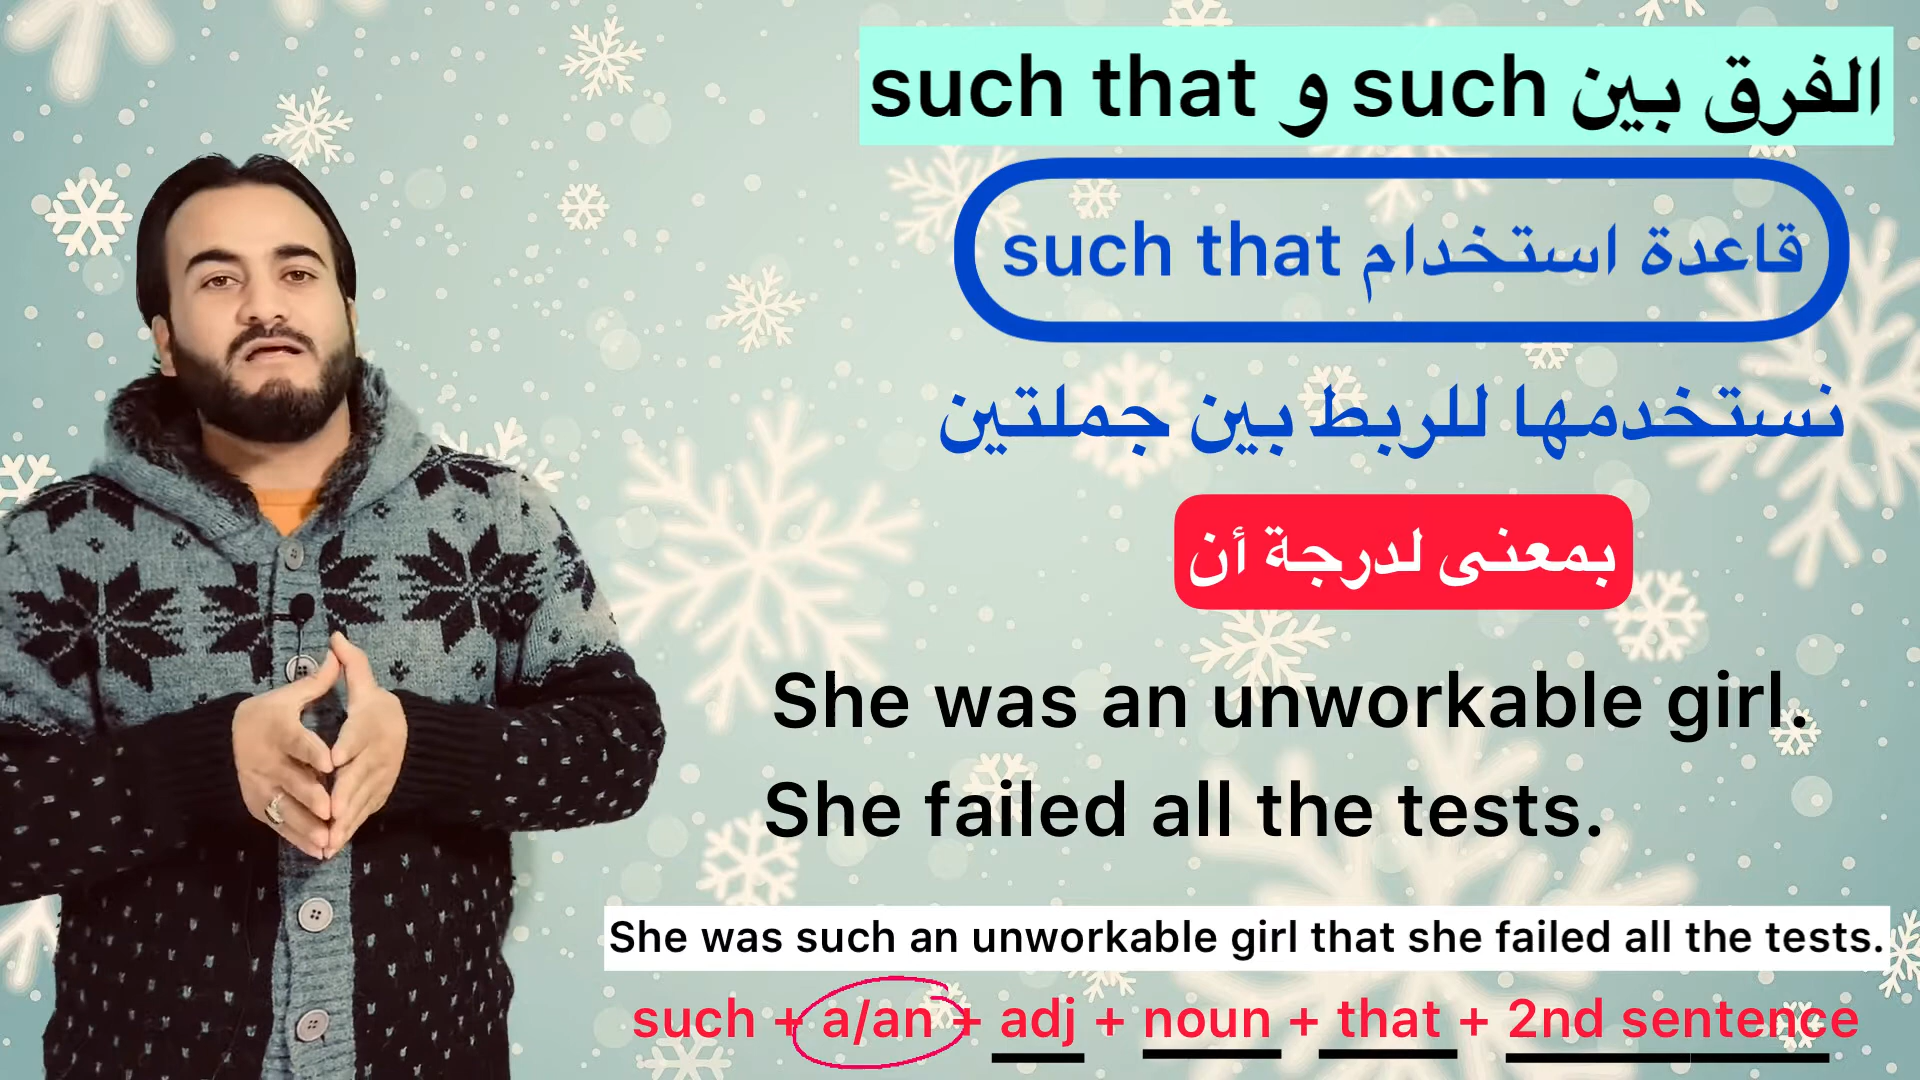 الفرق بين such و such that
قاعدة استخدام such that
نستخدمها للربط بين جملتين
بمعنى لدرجة أن
She was an unworkable girl.
She failed all the tests.
She was such an unworkable girl that she failed all the tests.
such + a/an + adj + noun + that + 2nd sentence